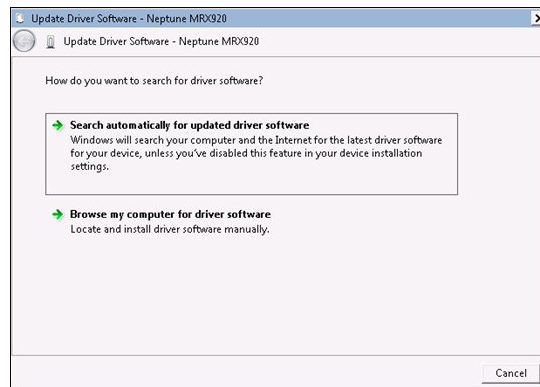 Update Driver Software - Neptune MRX920
Update Driver Software - Neptune MRX920
How do you want to search for driver software?
Search automatically for updated driver software
Windows will search your computer and the Internet for the latest driver software
for your device, unless you've disabled this feature in your device installation
settings.
Browse my computer for driver software
Locate and install driver software manually.
Cancel